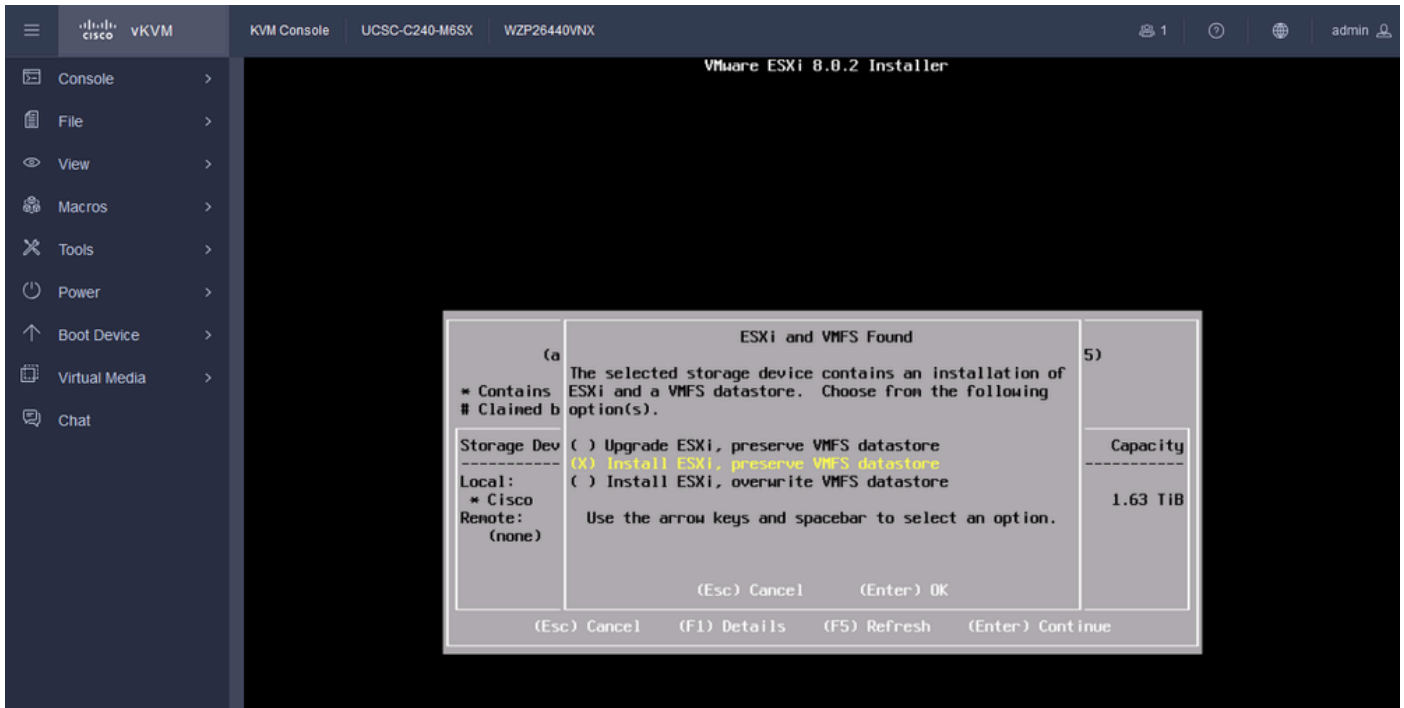 cisco vKVM
KVM Console UCSC-C240-M6SX WZP26440VNX 1 admin
Console
File
View
Macros
Tools
Power
Boot Device
Virtual Media
Chat
VMware ESXi 8.0.2 Installer
(a 5)
* Contains
# Claimed b
Storage Dev Capacity
----------- -----------
Local:
* Cisco 1.63 TiB
Remote:
(none)
ESXi and VMFS Found
The selected storage device contains an installation of
ESXi and a VMFS datastore. Choose from the following
option(s).
( ) Upgrade ESXi, preserve VMFS datastore
(X) Install ESXi, preserve VMFS datastore
( ) Install ESXi, overwrite VMFS datastore
Use the arrow keys and spacebar to select an option.
(Esc) Cancel (Enter) OK
(Esc) Cancel (F1) Details (F5) Refresh (Enter) Continue